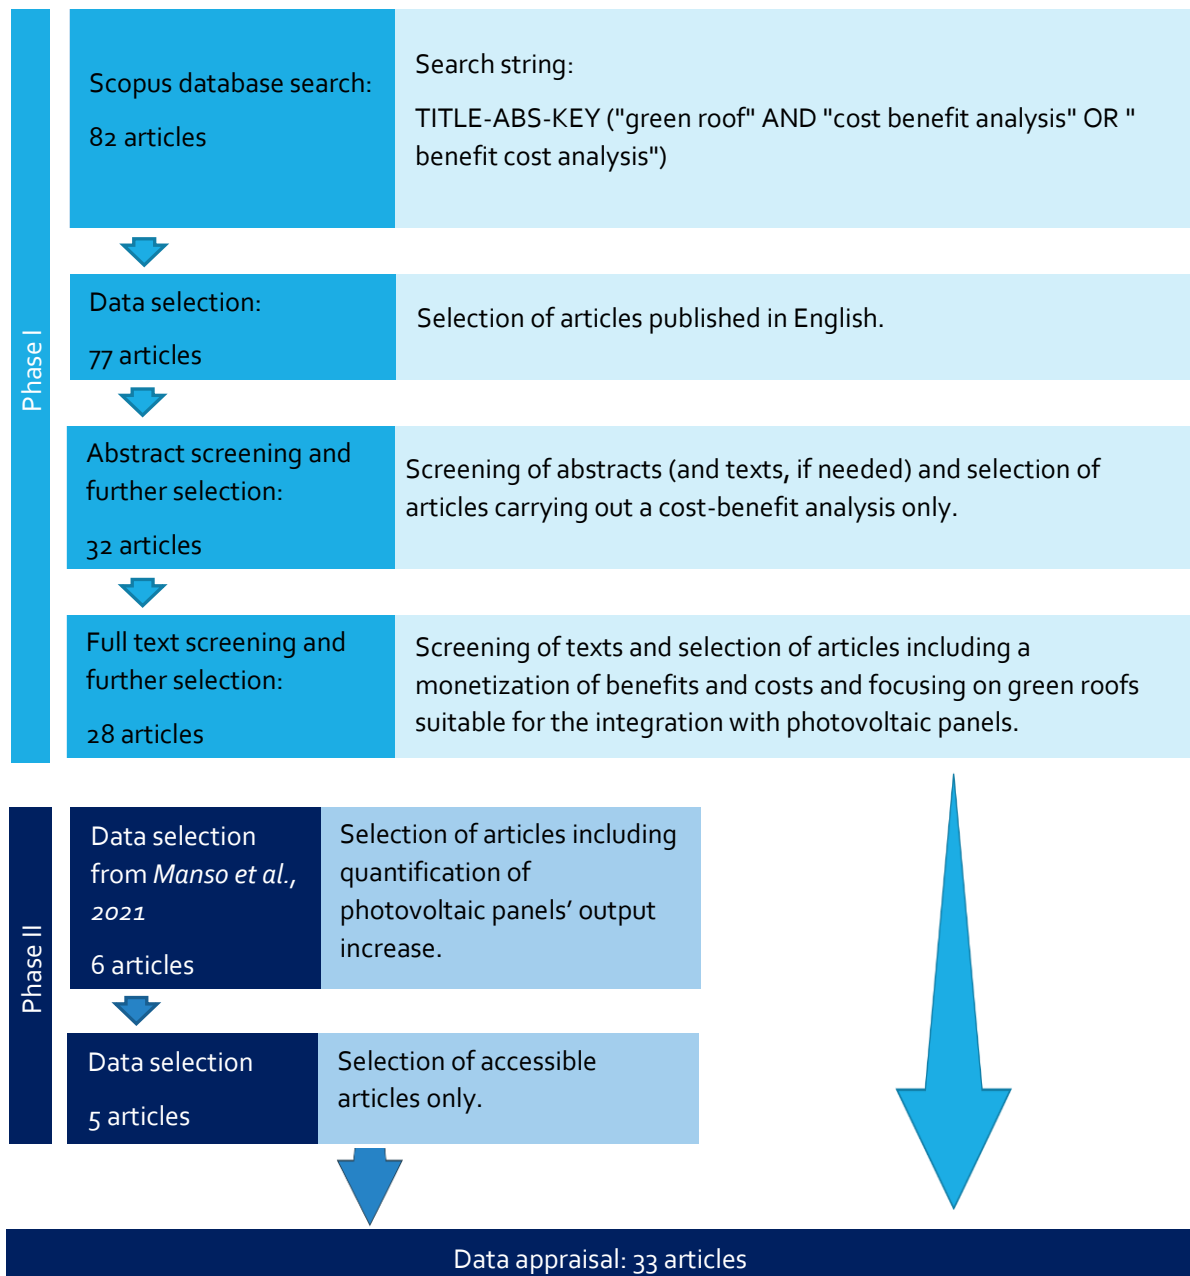 Phase I
Scopus database search:
82 articles
Search string:
TITLE-ABS-KEY ("green roof" AND "cost benefit analysis" OR "
benefit cost analysis")
Data selection:
77 articles
Selection of articles published in English.
Abstract screening and
further selection:
32 articles
Screening of abstracts (and texts, if needed) and selection of
articles carrying out a cost-benefit analysis only.
Full text screening and
further selection:
28 articles
Screening of texts and selection of articles including a
monetization of benefits and costs and focusing on green roofs
suitable for the integration with photovoltaic panels.
Phase II
Data selection
from Manso et al.,
2021
6 articles
Selection of articles including
quantification of
photovoltaic panels’ output
increase.
Data selection
5 articles
Selection of accessible
articles only.
Data appraisal: 33 articles